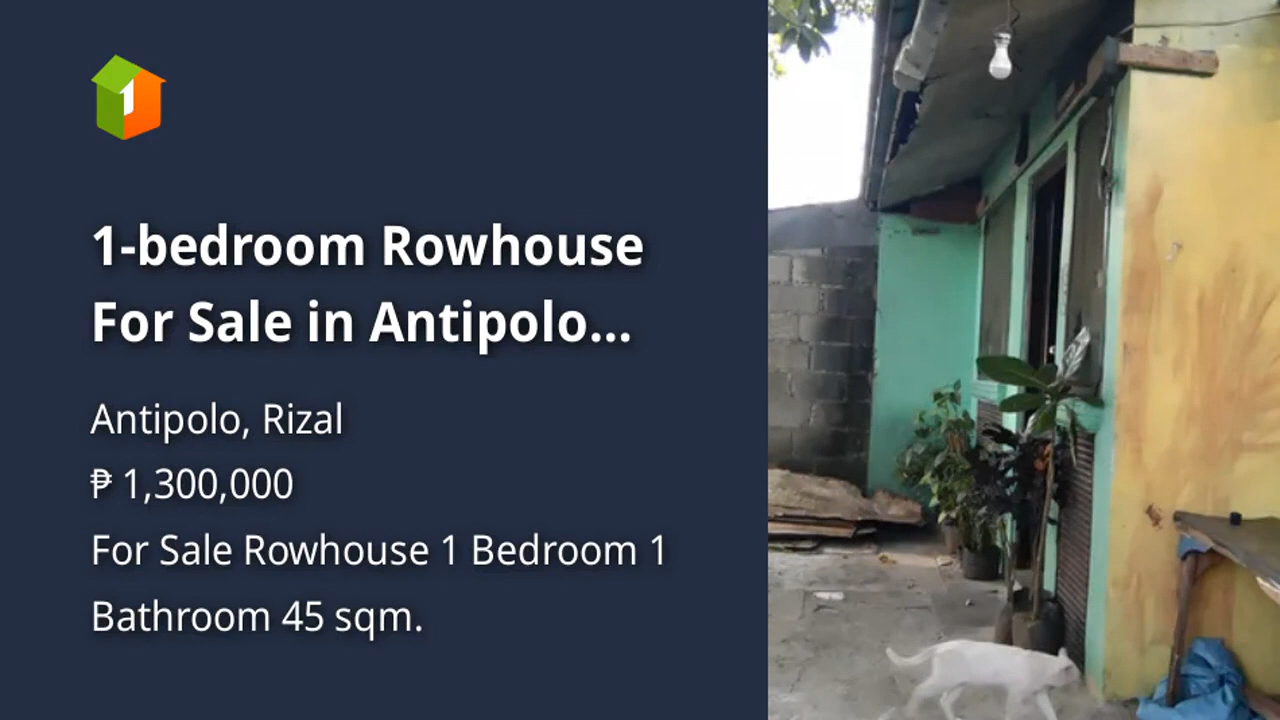 1
1-bedroom Rowhouse
For Sale in Antipolo...
Antipolo, Rizal
₱ 1,300,000
For Sale Rowhouse 1 Bedroom 1
Bathroom 45 sqm.